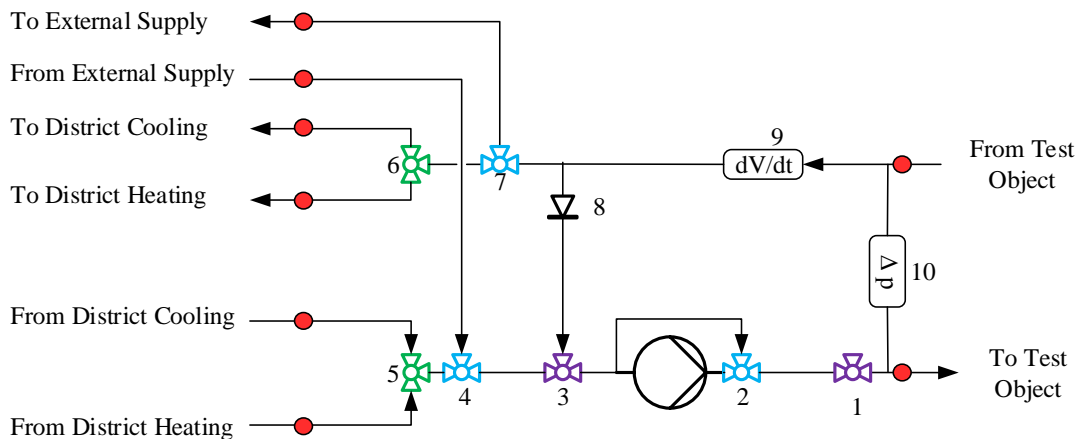 To External Supply
From External Supply
To District Cooling
To District Heating
From District Cooling
From District Heating
6
7
9
dV/dt
From Test
Object
8
∇ p
10
5
4
3
2
1
To Test
Object